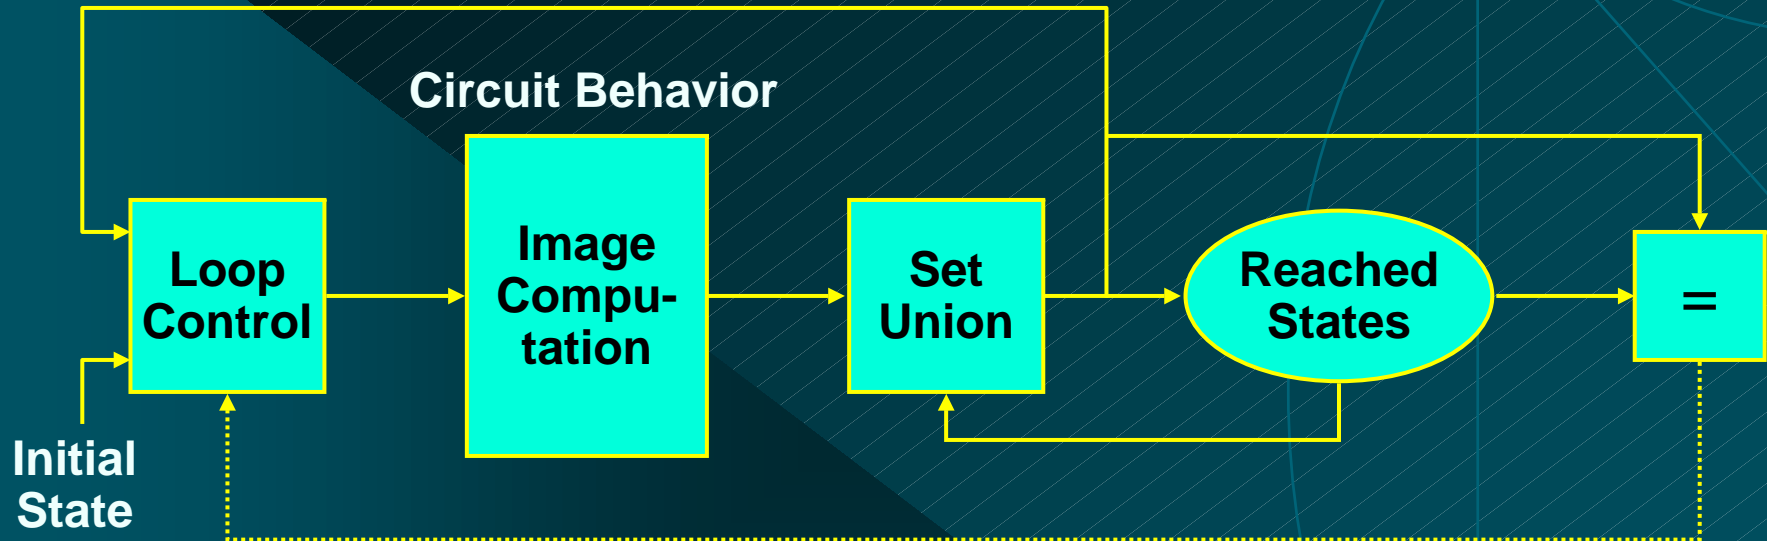 Circuit Behavior
Loop
Control
Image
Compu-
tation
Set
Union
Reached
States
=
Initial
State